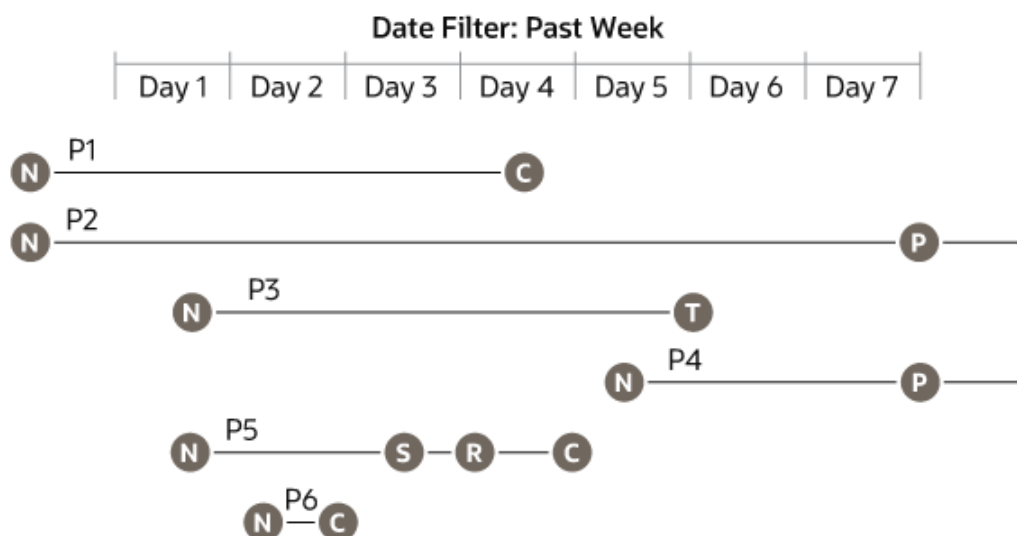 Date Filter: Past Week
Day 1 Day 2 Day 3 Day 4 Day 5 Day 6 Day 7
P1
N C
P2
N P
P3
N T
P4
N P
P5
N S R C
P6
N C